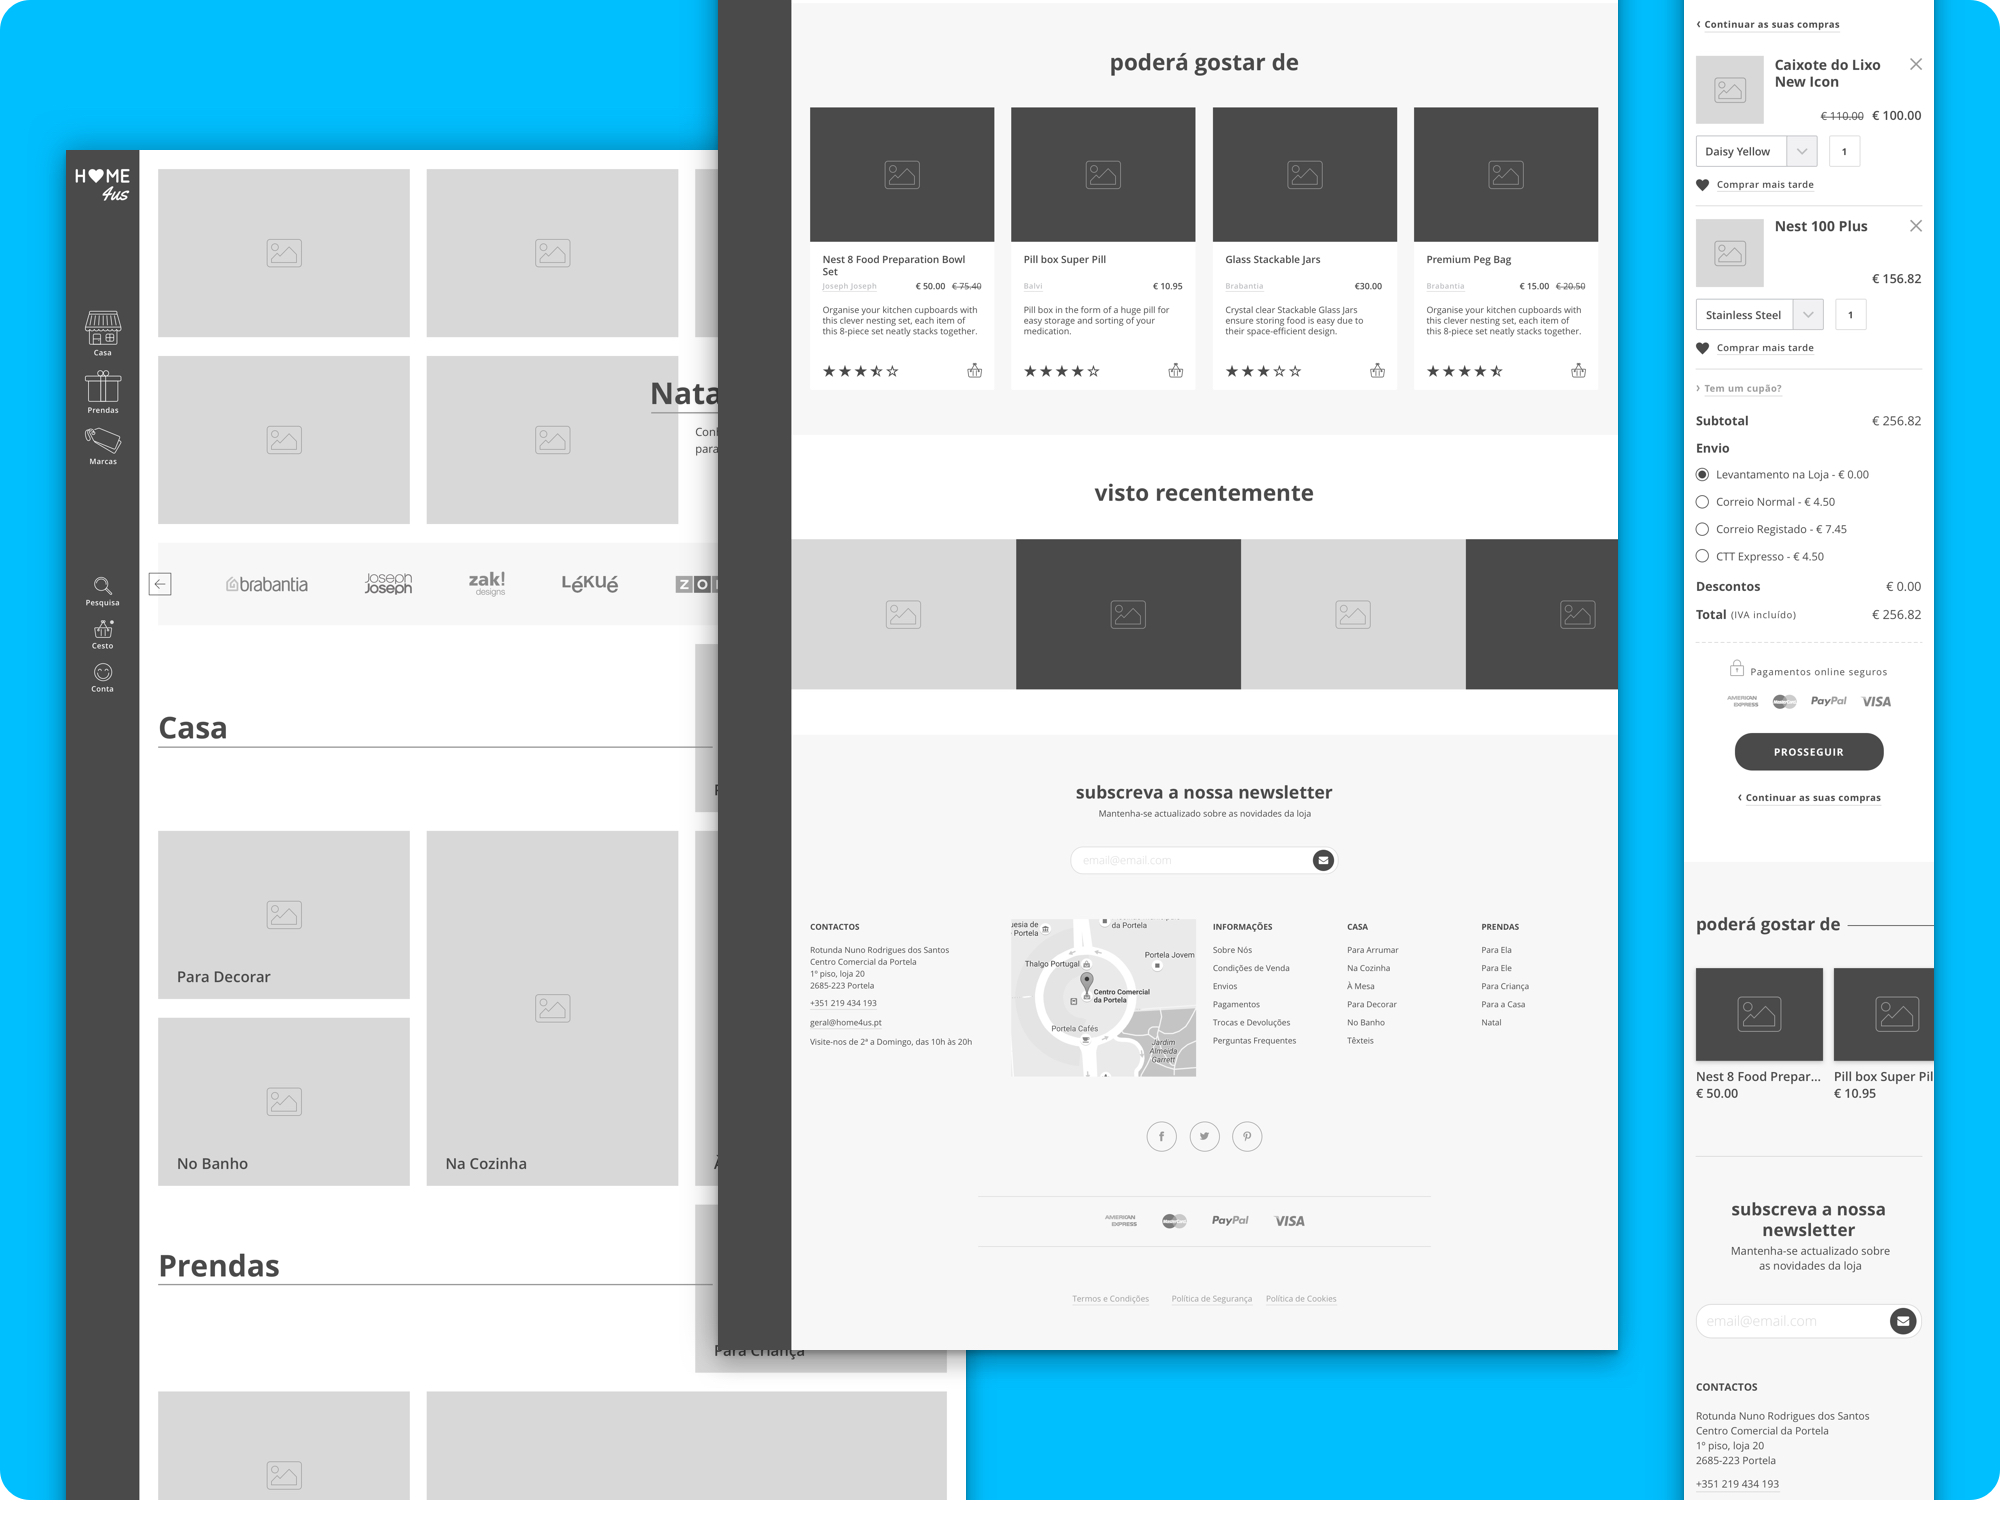 HOME
4us
Casa
Prendas
Marcas
Pesquisa
Cesto
Conta
Nata
Conl
para
brabantia
Joseph
Joseph
zak!
designs
LéKUé
ZO
Casa
Para Decorar
No Banho
Na Cozinha
Prendas
Para Criança
poderá gostar de
Nest 8 Food Preparation Bowl
Set
Joseph Joseph € 50.00 € 75.40
Organise your kitchen cupboards with
this clever nesting set, each item of
this 8-piece set neatly stacks together.
Pill box Super Pill
Balvi € 10.95
Pill box in the form of a huge pill for
easy storage and sorting of your
medication.
Glass Stackable Jars
Brabantia €30.00
Crystal clear Stackable Glass Jars
ensure storing food is easy due to
their space-efficient design.
Premium Peg Bag
Brabantia € 15.00 € 20.50
Organise your kitchen cupboards with
this clever nesting set, each item of
this 8-piece set neatly stacks together.
visto recentemente
subscreva a nossa newsletter
Mantenha-se actualizado sobre as novidades da loja
email@email.com
CONTACTOS
Rotunda Nuno Rodrigues dos Santos
Centro Comercial da Portela
1º piso, loja 20
2685-223 Portela
+351 219 434 193
geral@home4us.pt
Visite-nos de 2ª a Domingo, das 10h às 20h
uesia de
Portela
da Portela
Portela Jovem
Thalgo Portugal
Centro Comercial
da Portela
Portela Cafés
Jardim
Almeida
Garrett
INFORMAÇÕES
Sobre Nós
Condições de Venda
Envios
Pagamentos
Trocas e Devoluções
Perguntas Frequentes
CASA
Para Arrumar
Na Cozinha
À Mesa
Para Decorar
No Banho
Têxteis
PRENDAS
Para Ela
Para Ele
Para Criança
Para a Casa
Natal
AMERICAN
EXPRESS
MasterCard
PayPal
VISA
Termos e Condições Política de Segurança Política de Cookies
‹ Continuar as suas compras
Caixote do Lixo
New Icon
€ 110.00 € 100.00
Daisy Yellow 1
Comprar mais tarde
Nest 100 Plus
€ 156.82
Stainless Steel 1
Comprar mais tarde
› Tem um cupão?
Subtotal € 256.82
Envio
Levantamento na Loja - € 0.00
Correio Normal - € 4.50
Correio Registado - € 7.45
CTT Expresso - € 4.50
Descontos € 0.00
Total (IVA incluído) € 256.82
Pagamentos online seguros
AMERICAN
EXPRESS
MasterCard
PayPal
VISA
PROSSEGUIR
‹ Continuar as suas compras
poderá gostar de
Nest 8 Food Prepar...
€ 50.00
Pill box Super Pil
€ 10.95
subscreva a nossa
newsletter
Mantenha-se actualizado sobre
as novidades da loja
email@email.com
CONTACTOS
Rotunda Nuno Rodrigues dos Santos
Centro Comercial da Portela
1º piso, loja 20
2685-223 Portela
+351 219 434 193